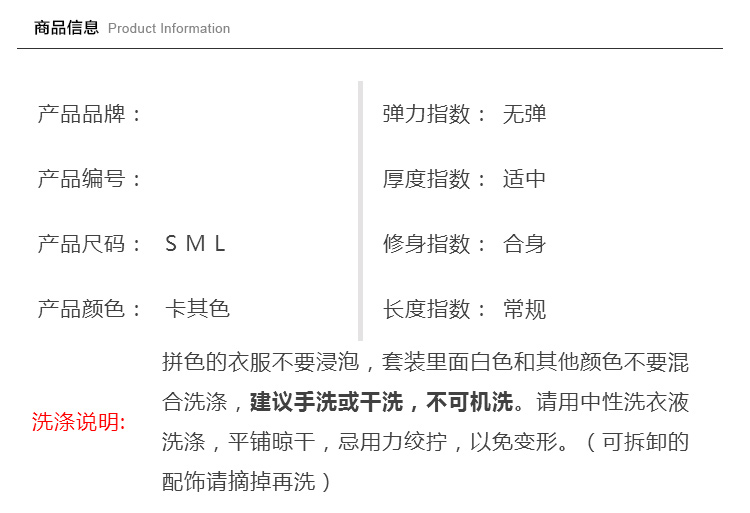 商品信息 Product Information
产品品牌： 弹力指数： 无弹
产品编号： 厚度指数： 适中
产品尺码： S M L 修身指数： 合身
产品颜色： 卡其色 长度指数： 常规
拼色的衣服不要浸泡，套装里面白色和其他颜色不要混
合洗涤，建议手洗或干洗，不可机洗。请用中性洗衣液
洗涤说明:
洗涤，平铺晾干，忌用力绞拧，以免变形。（可拆卸的
配饰请摘掉再洗）